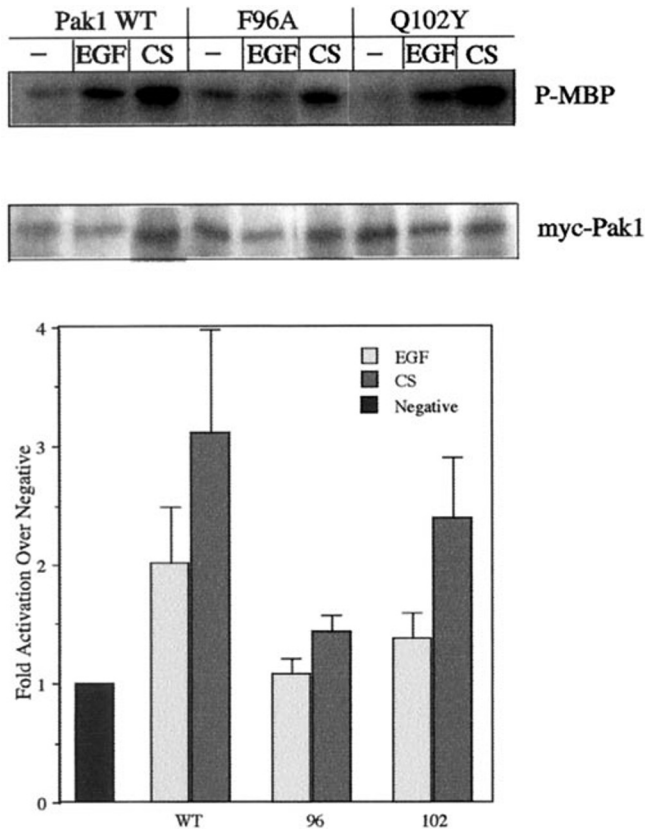 Pak1 WT F96A Q102Y
– EGF CS – EGF CS – EGF CS
P-MBP
myc-Pak1
4
3
2
1
0
Fold Activation Over Negative
EGF
CS
Negative
WT 96 102